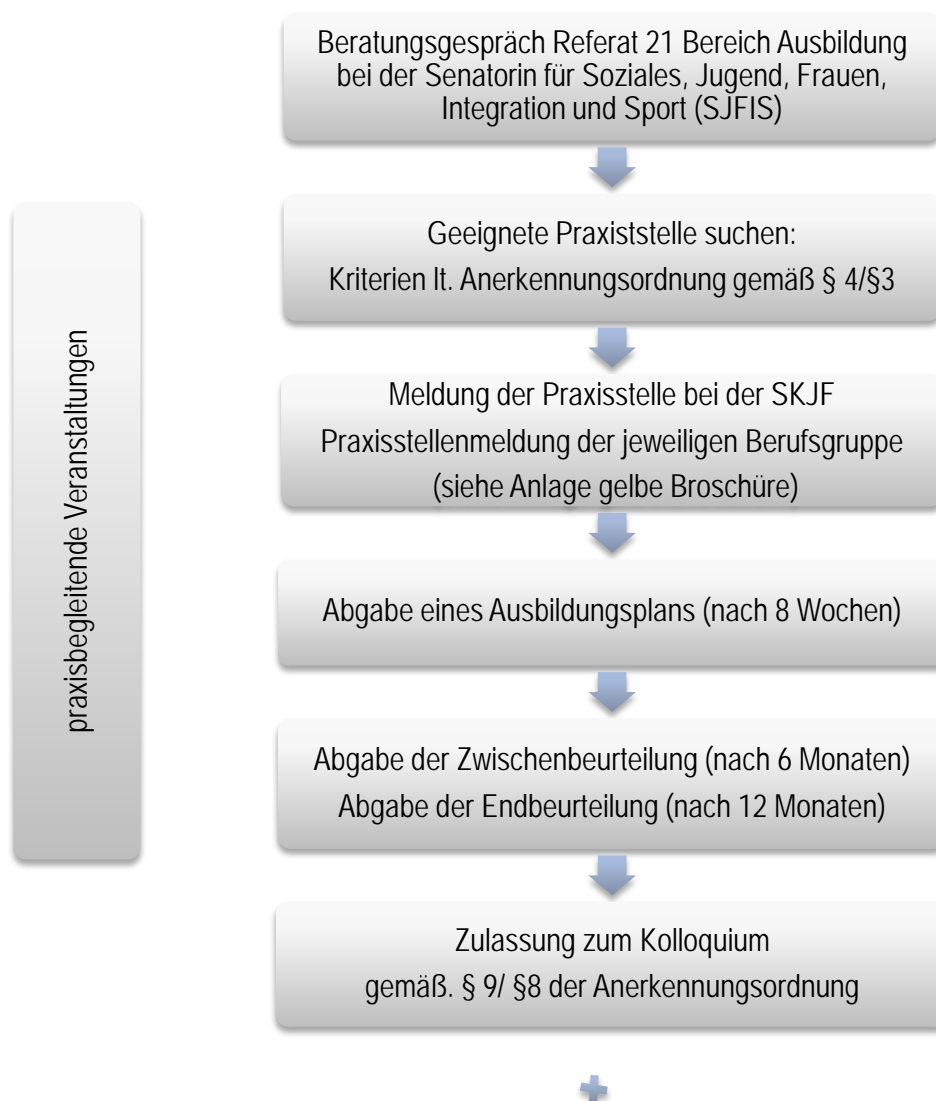 Beratungsgespräch Referat 21 Bereich Ausbildung
bei der Senatorin für Soziales, Jugend, Frauen,
Integration und Sport (SJFIS)
praxisbegleitende Veranstaltungen
Geeignete Praxiststelle suchen:
Kriterien lt. Anerkennungsordnung gemäß § 4/§3
Meldung der Praxisstelle bei der SKJF
Praxisstellenmeldung der jeweiligen Berufsgruppe
(siehe Anlage gelbe Broschüre)
Abgabe eines Ausbildungsplans (nach 8 Wochen)
Abgabe der Zwischenbeurteilung (nach 6 Monaten)
Abgabe der Endbeurteilung (nach 12 Monaten)
Zulassung zum Kolloquium
gemäß. § 9/ §8 der Anerkennungsordnung